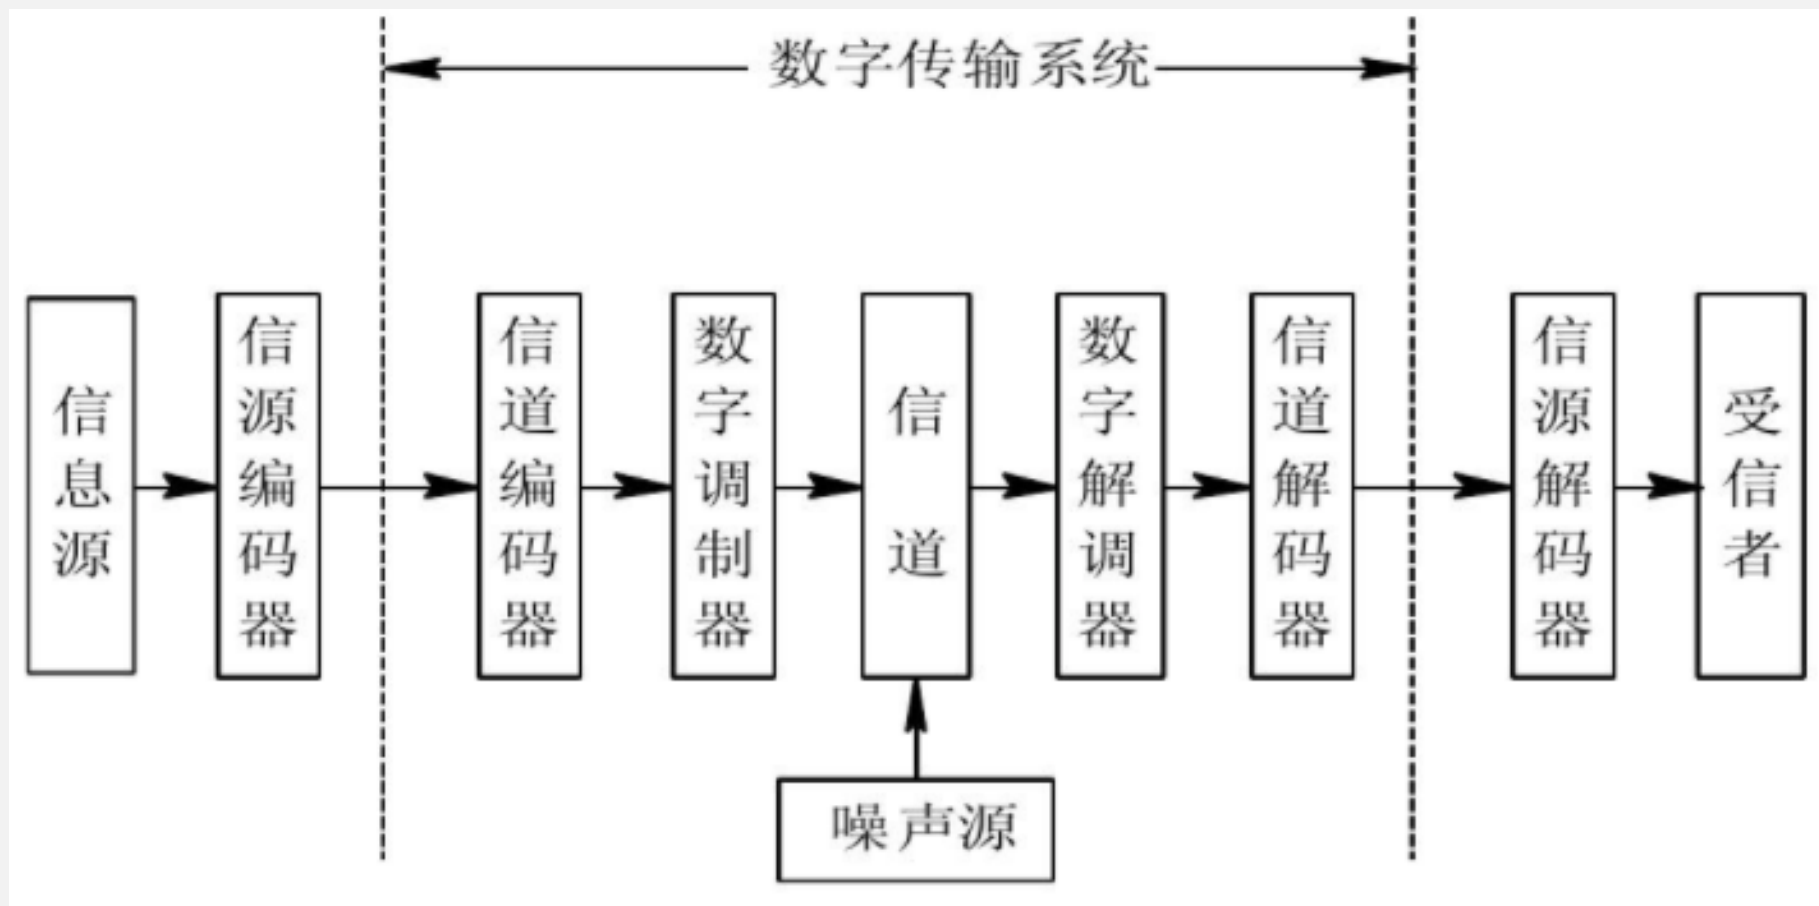 数字传输系统
信息源
信源编码器
信道编码器
数字调制器
信道
数字解调器
信道解码器
信源解码器
受信者
噪声源